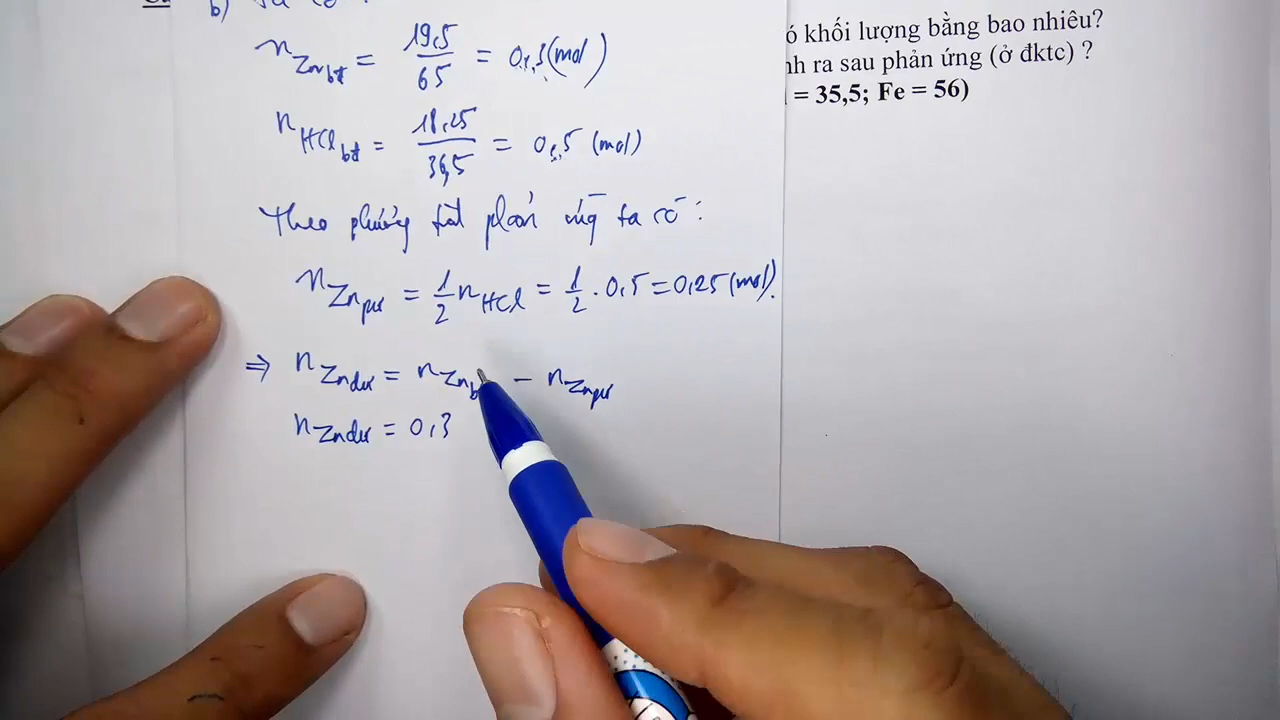 b) Ta có :
n Zn bđ = 19,5 / 65 = 0,3 (mol)
n HCl bđ = 18,25 / 36,5 = 0,5 (mol)
Theo phương trình phản ứng ta có :
n Zn pư = 1/2 n HCl = 1/2 . 0,5 = 0,25 (mol).
⇒ n Zn dư = n Zn b - n Zn pư
n Zn dư = 0,3
ó khối lượng bằng bao nhiêu?
nh ra sau phản ứng (ở đktc) ?
= 35,5; Fe = 56)